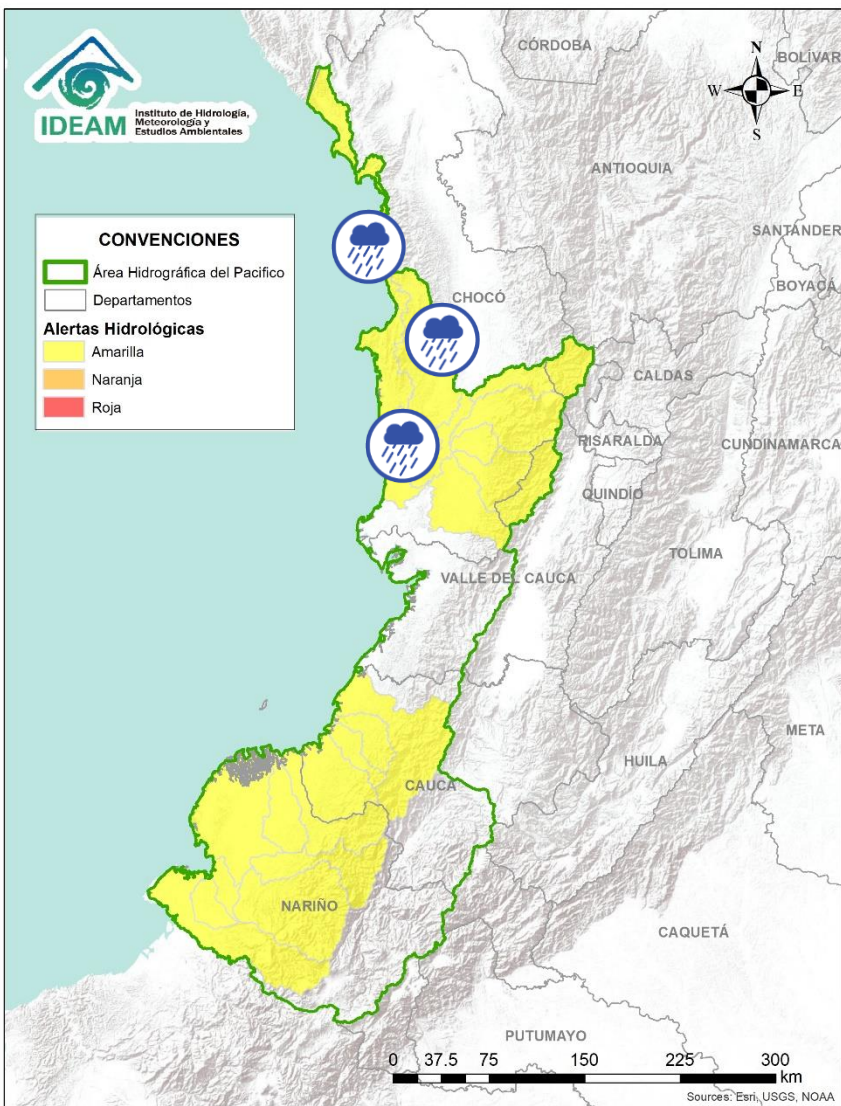 IDEAM
Instituto de Hidrología,
Meteorología y
Estudios Ambientales
CÓRDOBA
BOLÍVAR
N
W
E
S
ANTIOQUIA
SANTANDER
BOYACÁ
CONVENCIONES
Área Hidrográfica del Pacifico
Departamentos
Alertas Hidrológicas
Amarilla
Naranja
Roja
CHOCÓ
CALDAS
RISARALDA
CUNDINAMARCA
QUINDÍO
TOLIMA
VALLE DEL CAUCA
META
HUILA
CAUCA
NARIÑO
CAQUETÁ
PUTUMAYO
0 37.5 75 150 225 300
km
Sources: Esri, USGS, NOAA